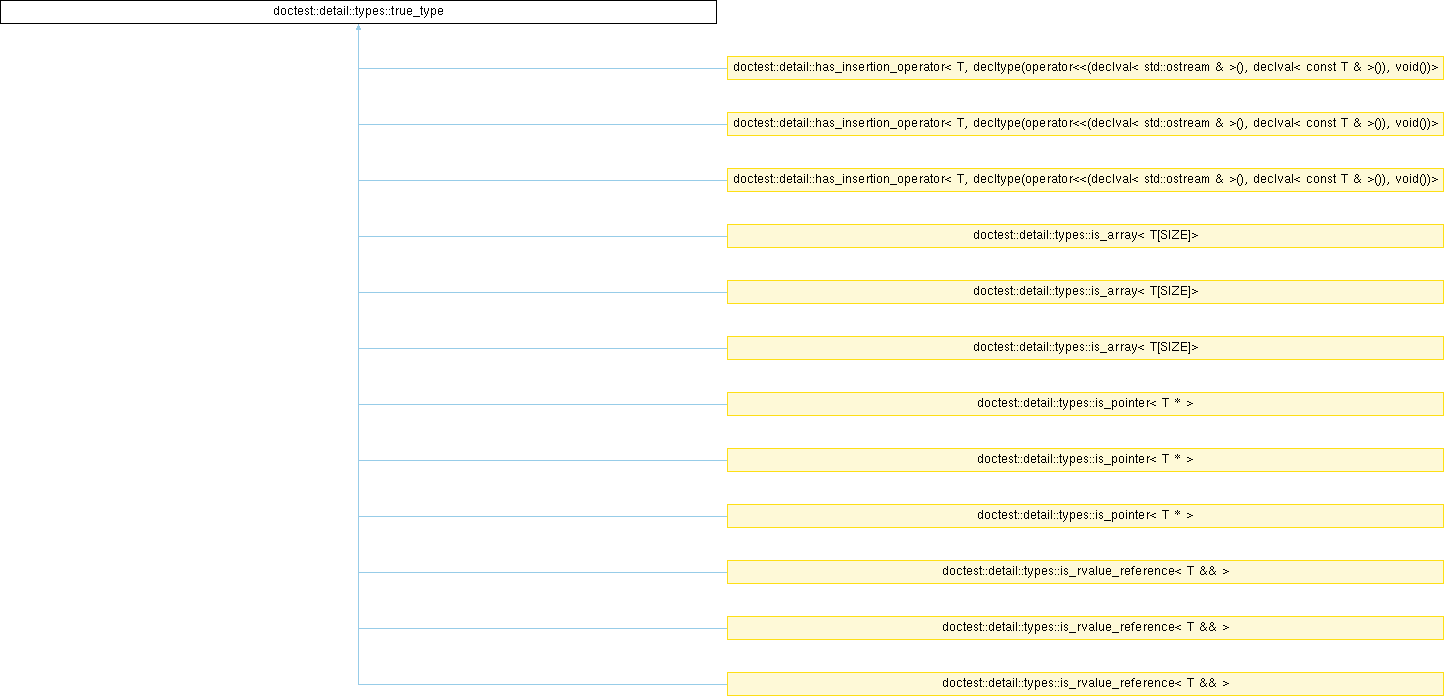 doctest::detail::types::true_type
doctest::detail::has_insertion_operator< T, decltype(operator<<(declval< std::ostream & >(), declval< const T & >()), void())>
doctest::detail::has_insertion_operator< T, decltype(operator<<(declval< std::ostream & >(), declval< const T & >()), void())>
doctest::detail::has_insertion_operator< T, decltype(operator<<(declval< std::ostream & >(), declval< const T & >()), void())>
doctest::detail::types::is_array< T[SIZE]>
doctest::detail::types::is_array< T[SIZE]>
doctest::detail::types::is_array< T[SIZE]>
doctest::detail::types::is_pointer< T * >
doctest::detail::types::is_pointer< T * >
doctest::detail::types::is_pointer< T * >
doctest::detail::types::is_rvalue_reference< T && >
doctest::detail::types::is_rvalue_reference< T && >
doctest::detail::types::is_rvalue_reference< T && >